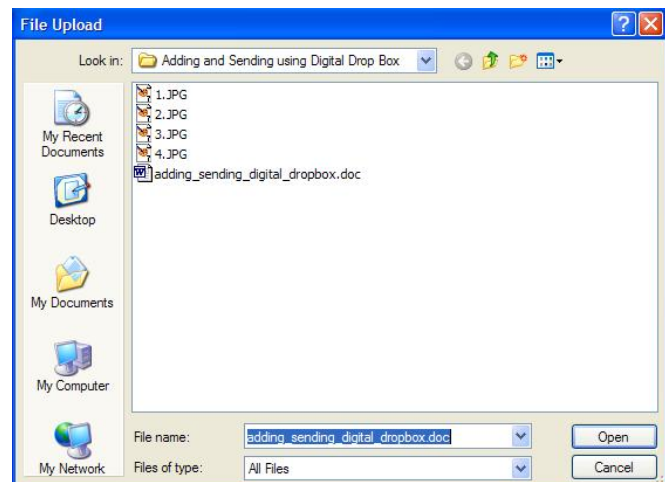 File Upload
Look in:
Adding and Sending using Digital Drop Box
My Recent
Documents
Desktop
My Documents
My Computer
My Network
1.JPG
2.JPG
3.JPG
4.JPG
adding_sending_digital_dropbox.doc
File name:
adding_sending_digital_dropbox.doc
Open
Files of type:
All Files
Cancel